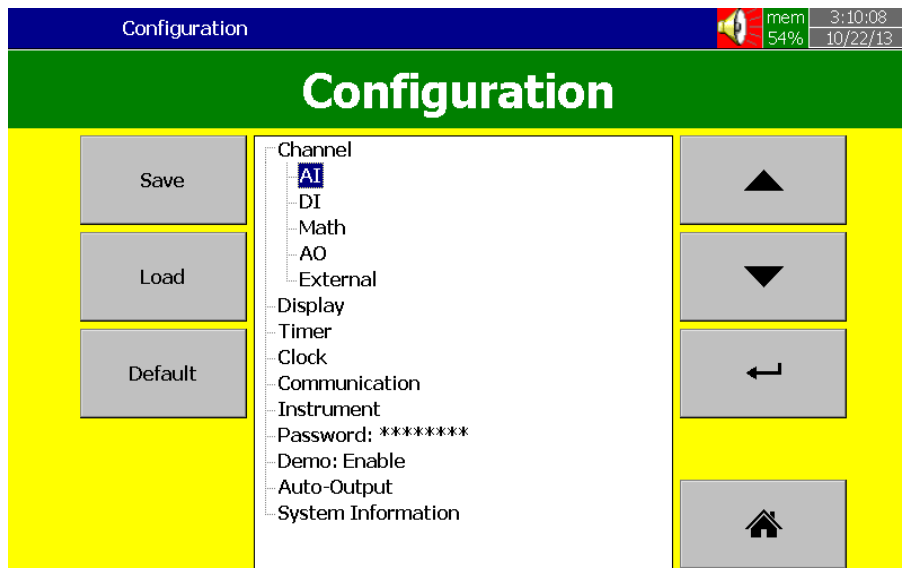 Configuration
mem 3:10:08
54% 10/22/13
Configuration
Save
Load
Default
Channel
AI
DI
Math
AO
External
Display
Timer
Clock
Communication
Instrument
Password: ********
Demo: Enable
Auto-Output
System Information